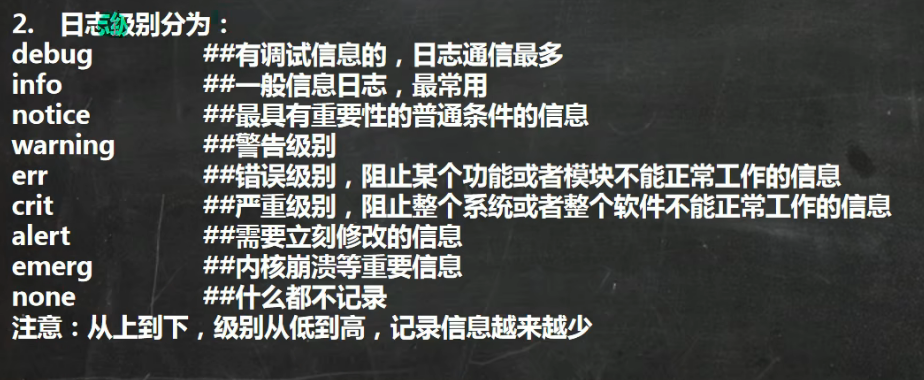 2. 日志级别分为：
debug ##有调试信息的，日志通信最多
info ##一般信息日志，最常用
notice ##最具有重要性的普通条件的信息
warning ##警告级别
err ##错误级别，阻止某个功能或者模块不能正常工作的信息
crit ##严重级别，阻止整个系统或者整个软件不能正常工作的信息
alert ##需要立刻修改的信息
emerg ##内核崩溃等重要信息
none ##什么都不记录
注意：从上到下，级别从低到高，记录信息越来越少